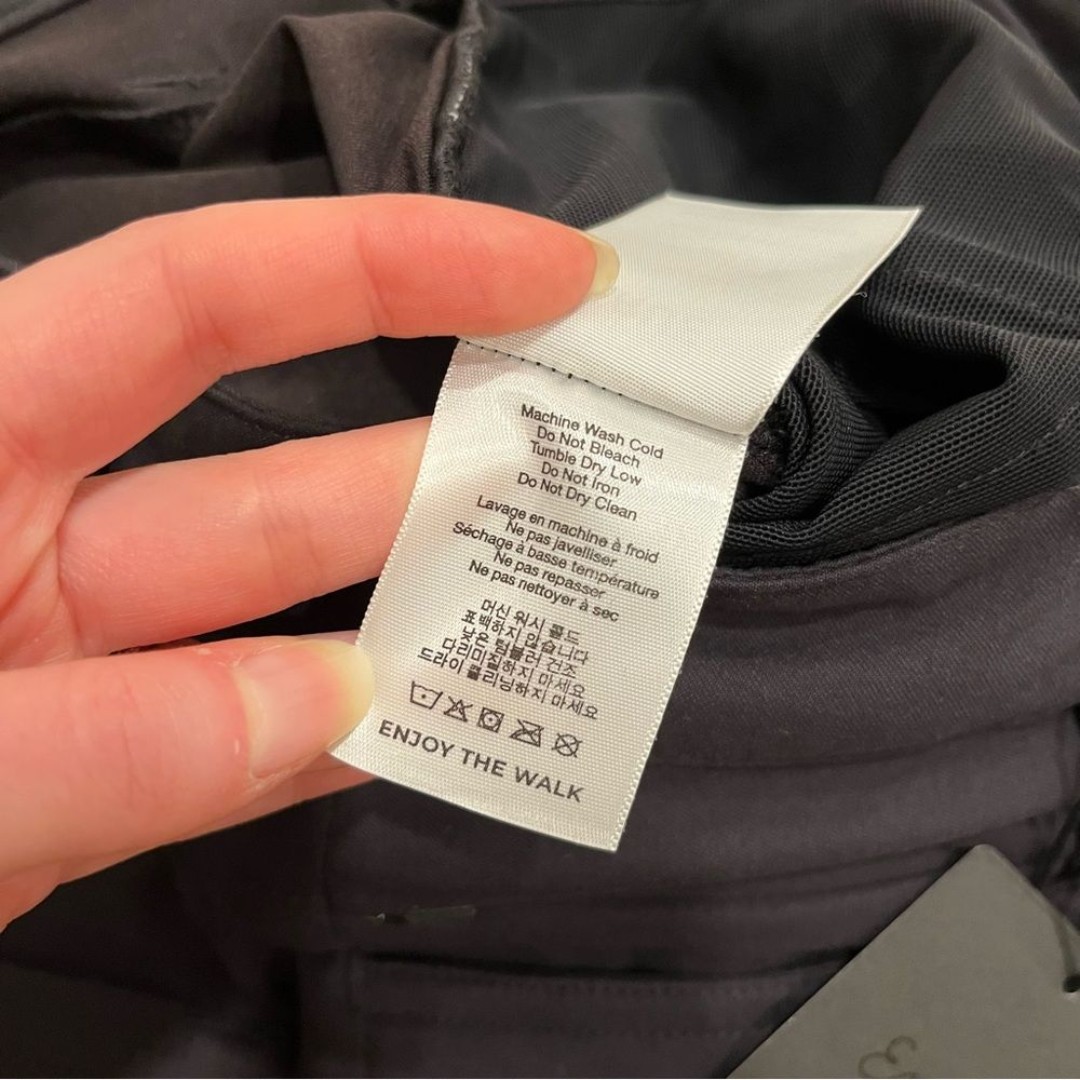 Machine Wash Cold
Do Not Bleach
Tumble Dry Low
Do Not Iron
Do Not Dry Clean
Lavage en machine à froid
Ne pas javelliser
Séchage à basse température
Ne pas repasser
Ne pas nettoyer à sec
머신 워시 콜드
표백하지 않습니다
낮은 텀블러 건조
다리미질하지 마세요
드라이 클리닝하지 마세요
ENJOY THE WALK